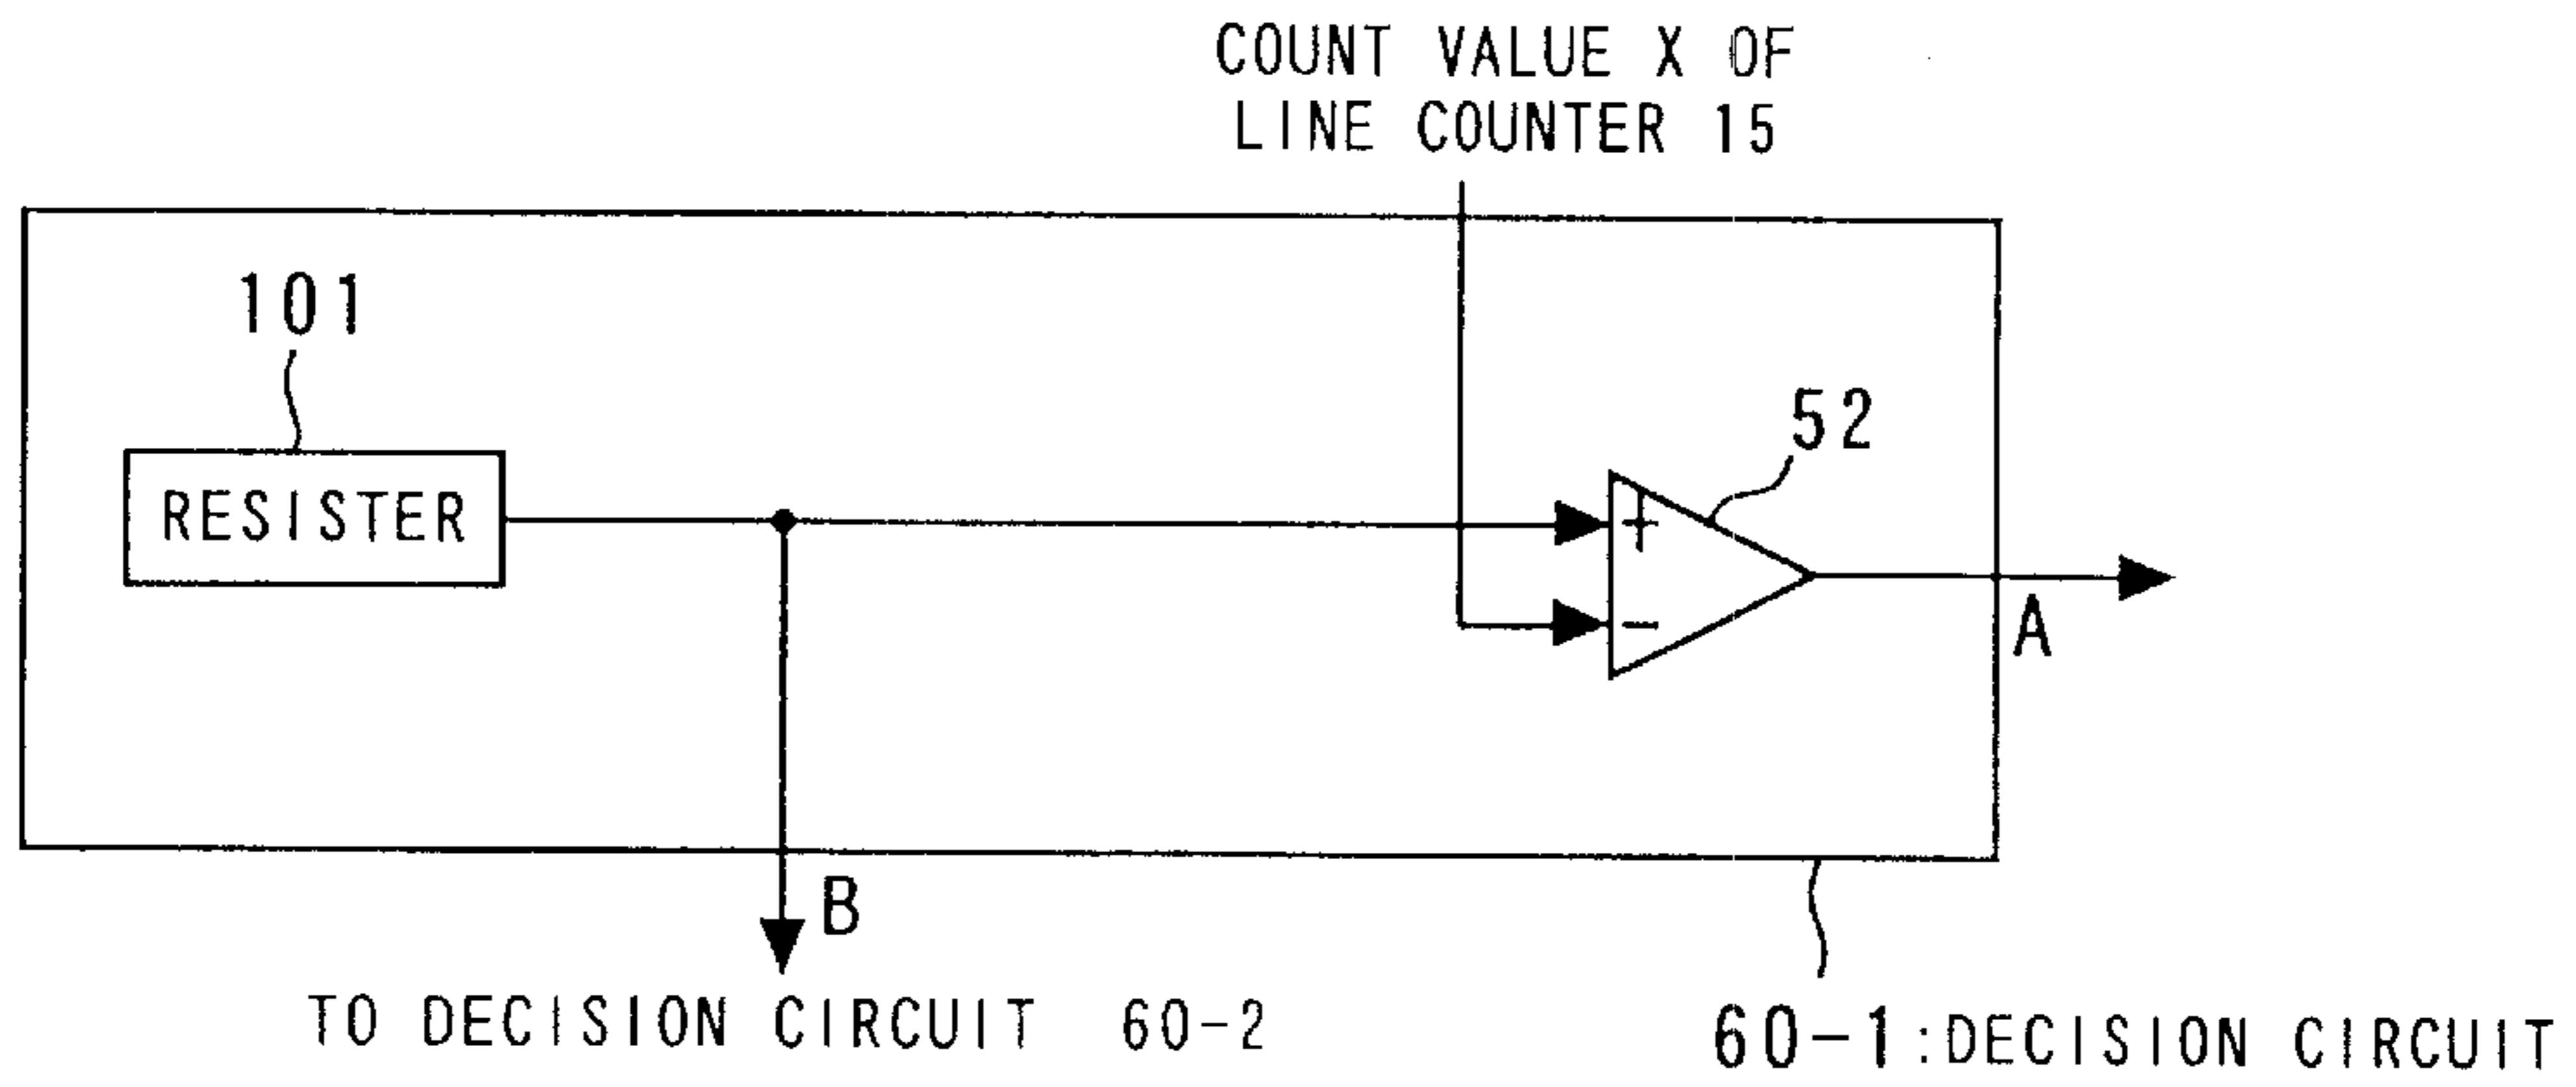 COUNT VALUE X OF
LINE COUNTER 15
101
52
RESISTER
+
−
A
B
TO DECISION CIRCUIT 60-2
60-1:DECISION CIRCUIT